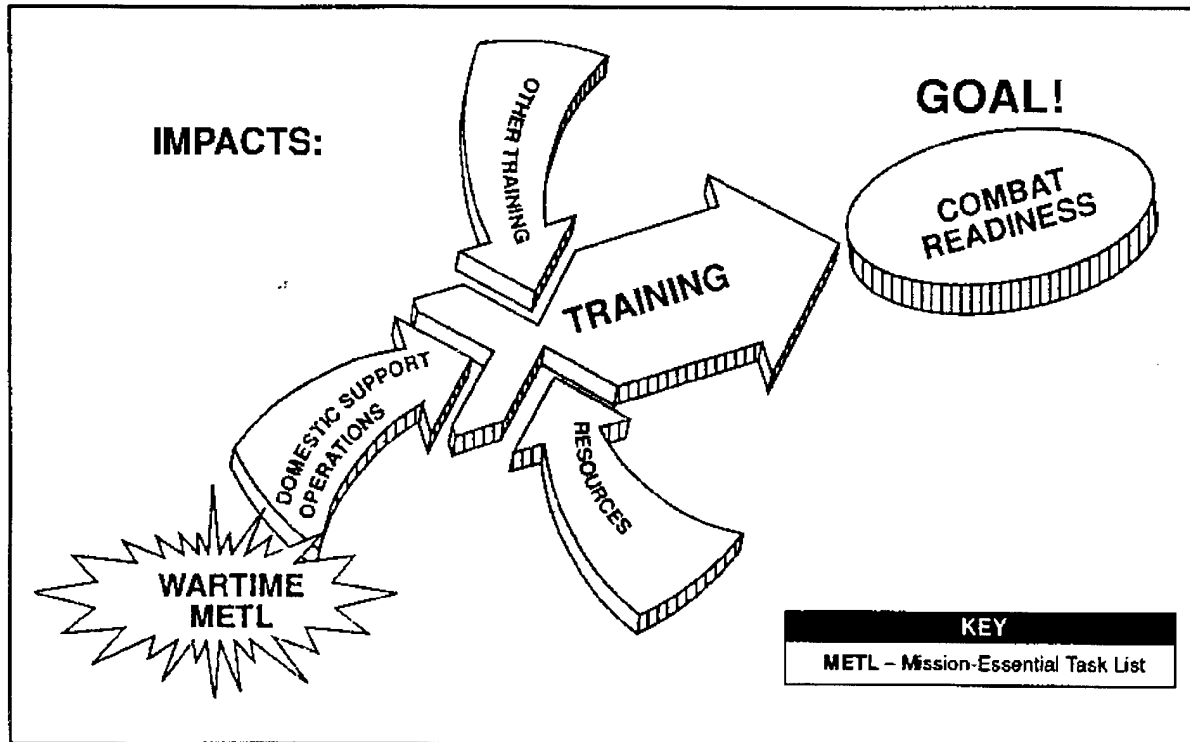 IMPACTS:
OTHER TRAINING
GOAL!
COMBAT
READINESS
TRAINING
DOMESTIC SUPPORT
OPERATIONS
RESOURCES
WARTIME
METL
KEY
METL – Mission-Essential Task List